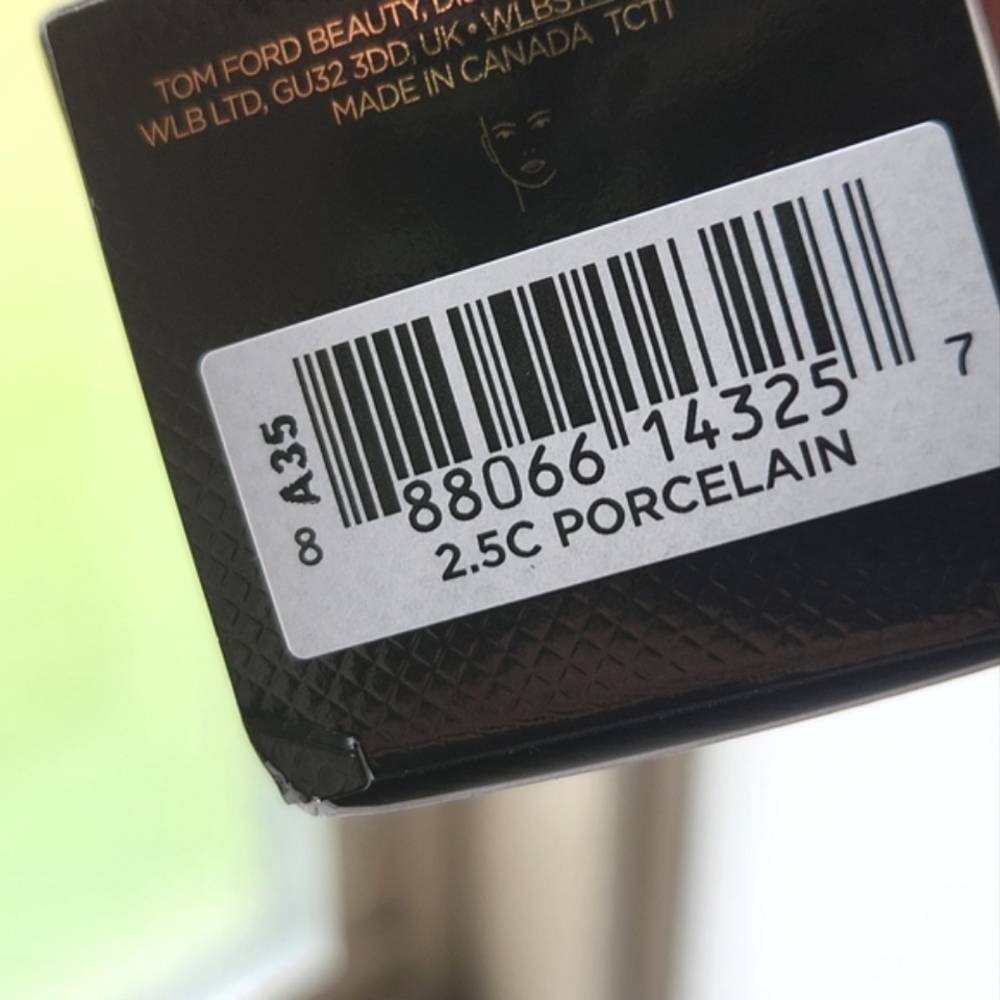 TOM FORD BEAUTY,
WLB LTD, GU32 3DD, UK •
MADE IN CANADA TCT1
A35
8 88066 14325 7
2.5C PORCELAIN